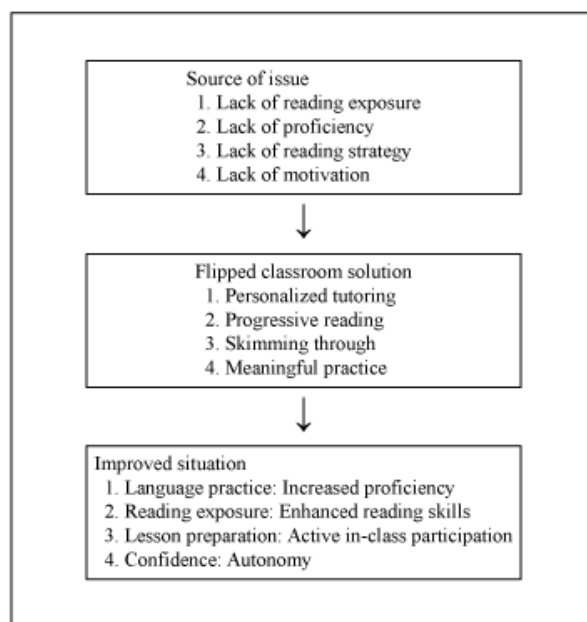 Source of issue
1. Lack of reading exposure
2. Lack of proficiency
3. Lack of reading strategy
4. Lack of motivation
Flipped classroom solution
1. Personalized tutoring
2. Progressive reading
3. Skimming through
4. Meaningful practice
Improved situation
1. Language practice: Increased proficiency
2. Reading exposure: Enhanced reading skills
3. Lesson preparation: Active in-class participation
4. Confidence: Autonomy